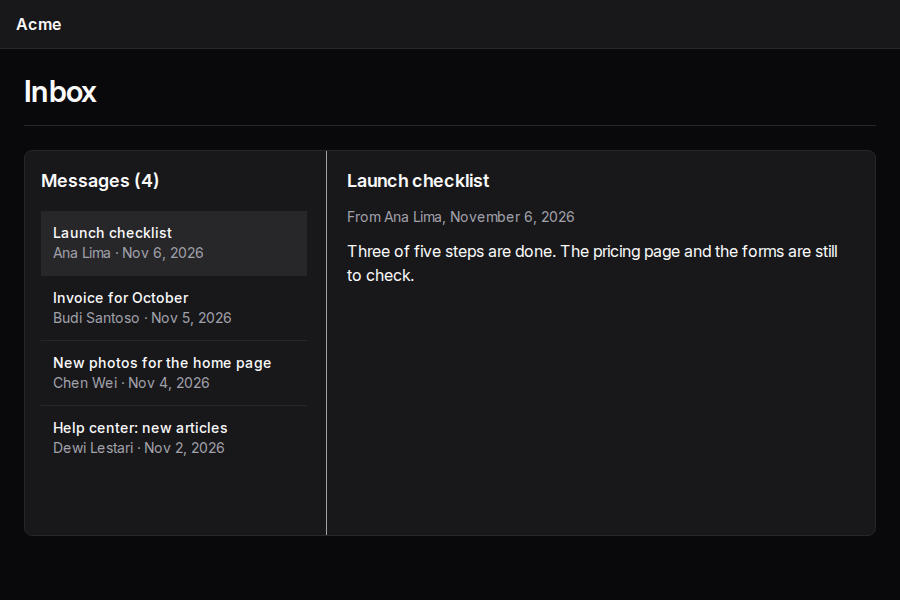 Acme
Inbox
Messages (4)
Launch checklist
Ana Lima · Nov 6, 2026
Invoice for October
Budi Santoso · Nov 5, 2026
New photos for the home page
Chen Wei · Nov 4, 2026
Help center: new articles
Dewi Lestari · Nov 2, 2026
Launch checklist
From Ana Lima, November 6, 2026
Three of five steps are done. The pricing page and the forms are still
to check.